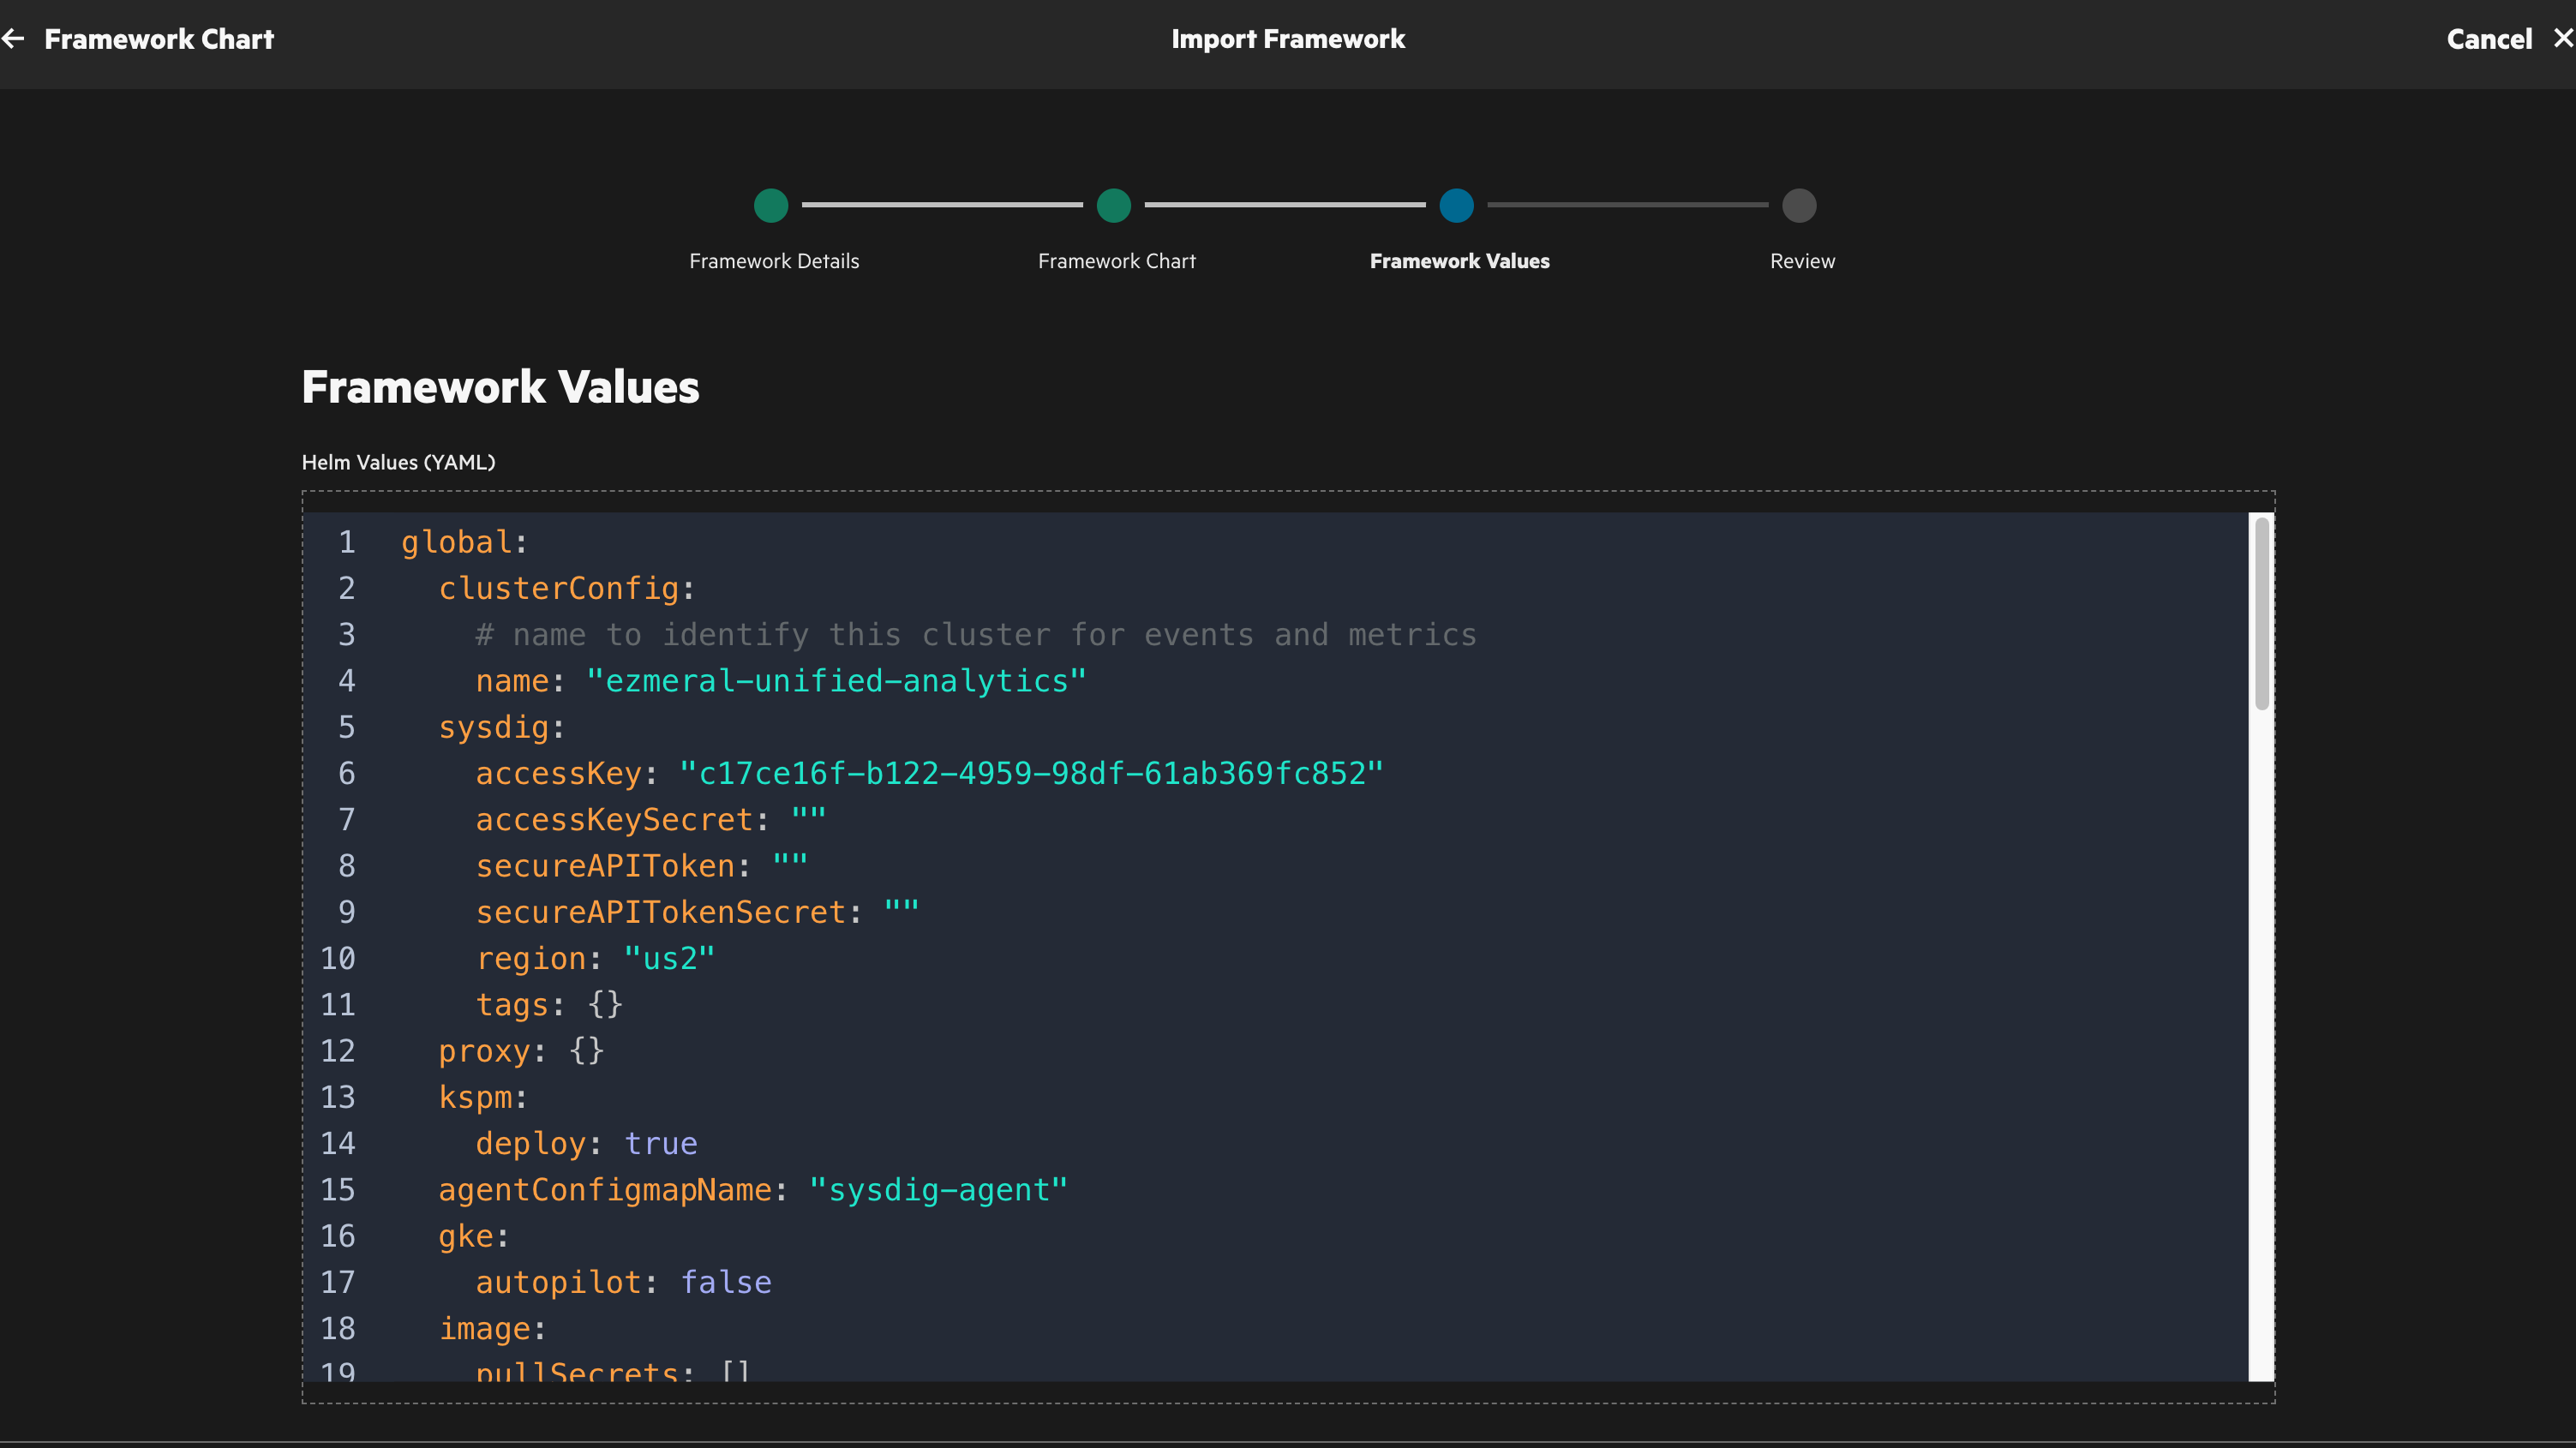 Framework Chart
Import Framework
Cancel
Framework Details
Framework Chart
Framework Values
Review
Framework Values
Helm Values (YAML)
1 global:
2 clusterConfig:
3 # name to identify this cluster for events and metrics
4 name: "ezmeral-unified-analytics"
5 sysdig:
6 accessKey: "c17ce16f-b122-4959-98df-61ab369fc852"
7 accessKeySecret: ""
8 secureAPIToken: ""
9 secureAPITokenSecret: ""
10 region: "us2"
11 tags: {}
12 proxy: {}
13 kspm:
14 deploy: true
15 agentConfigmapName: "sysdig-agent"
16 gke:
17 autopilot: false
18 image:
19 pullSecrets: []